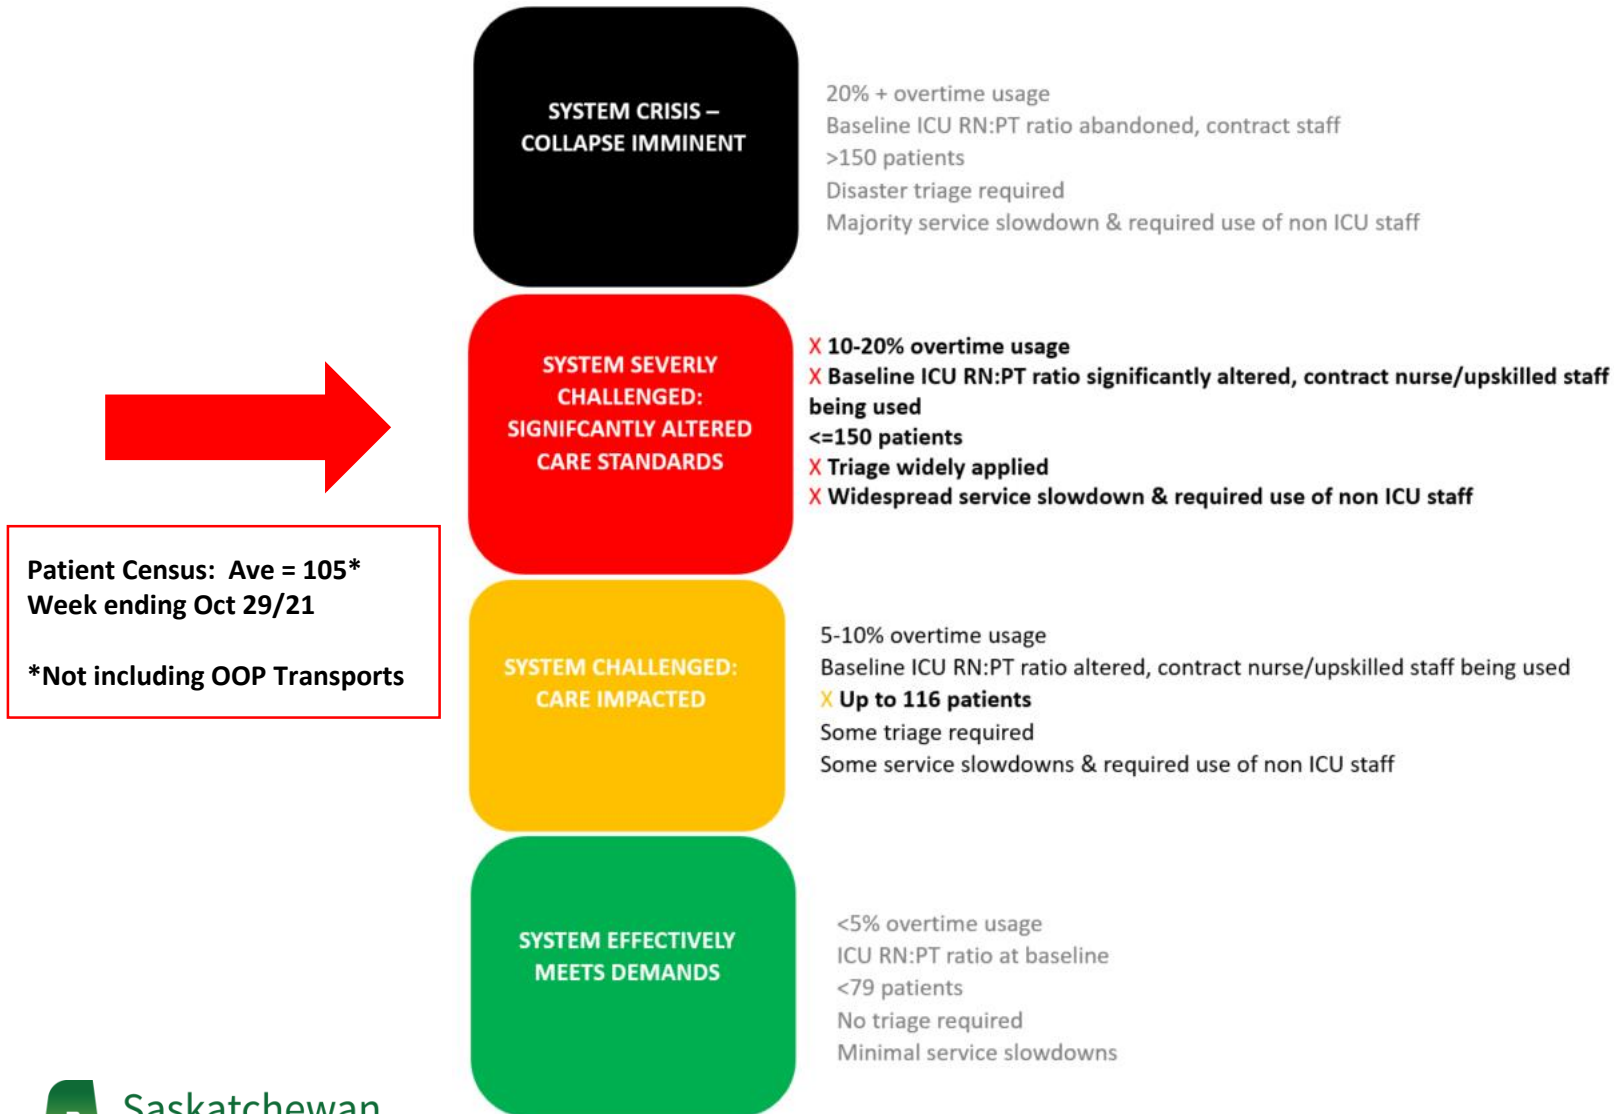 SYSTEM CRISIS –
COLLAPSE IMMINENT
20% + overtime usage
Baseline ICU RN:PT ratio abandoned, contract staff
>150 patients
Disaster triage required
Majority service slowdown & required use of non ICU staff
SYSTEM SEVERLY
CHALLENGED:
SIGNIFCANTLY ALTERED
CARE STANDARDS
X 10-20% overtime usage
X Baseline ICU RN:PT ratio significantly altered, contract nurse/upskilled staff
being used
<=150 patients
X Triage widely applied
X Widespread service slowdown & required use of non ICU staff
Patient Census: Ave = 105*
Week ending Oct 29/21
*Not including OOP Transports
SYSTEM CHALLENGED:
CARE IMPACTED
5-10% overtime usage
Baseline ICU RN:PT ratio altered, contract nurse/upskilled staff being used
X Up to 116 patients
Some triage required
Some service slowdowns & required use of non ICU staff
SYSTEM EFFECTIVELY
MEETS DEMANDS
<5% overtime usage
ICU RN:PT ratio at baseline
<79 patients
No triage required
Minimal service slowdowns
Saskatchewan